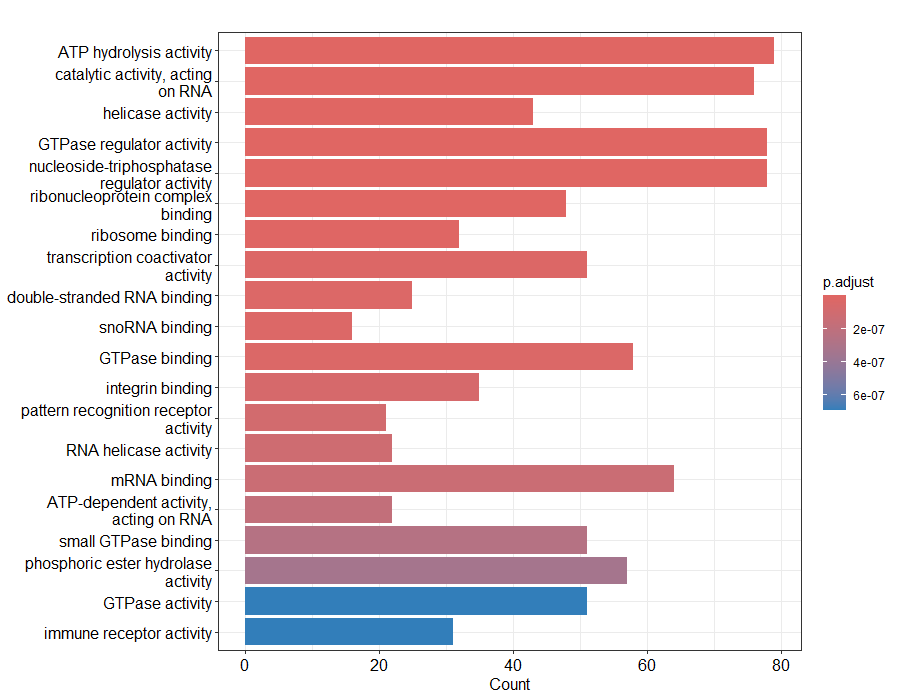 ATP hydrolysis activity
catalytic activity, acting
on RNA
helicase activity
GTPase regulator activity
nucleoside-triphosphatase
regulator activity
ribonucleoprotein complex
binding
ribosome binding
transcription coactivator
activity
double-stranded RNA binding
snoRNA binding
GTPase binding
integrin binding
pattern recognition receptor
activity
RNA helicase activity
mRNA binding
ATP-dependent activity,
acting on RNA
small GTPase binding
phosphoric ester hydrolase
activity
GTPase activity
immune receptor activity
0 20 40 60 80
Count
p.adjust
2e-07
4e-07
6e-07